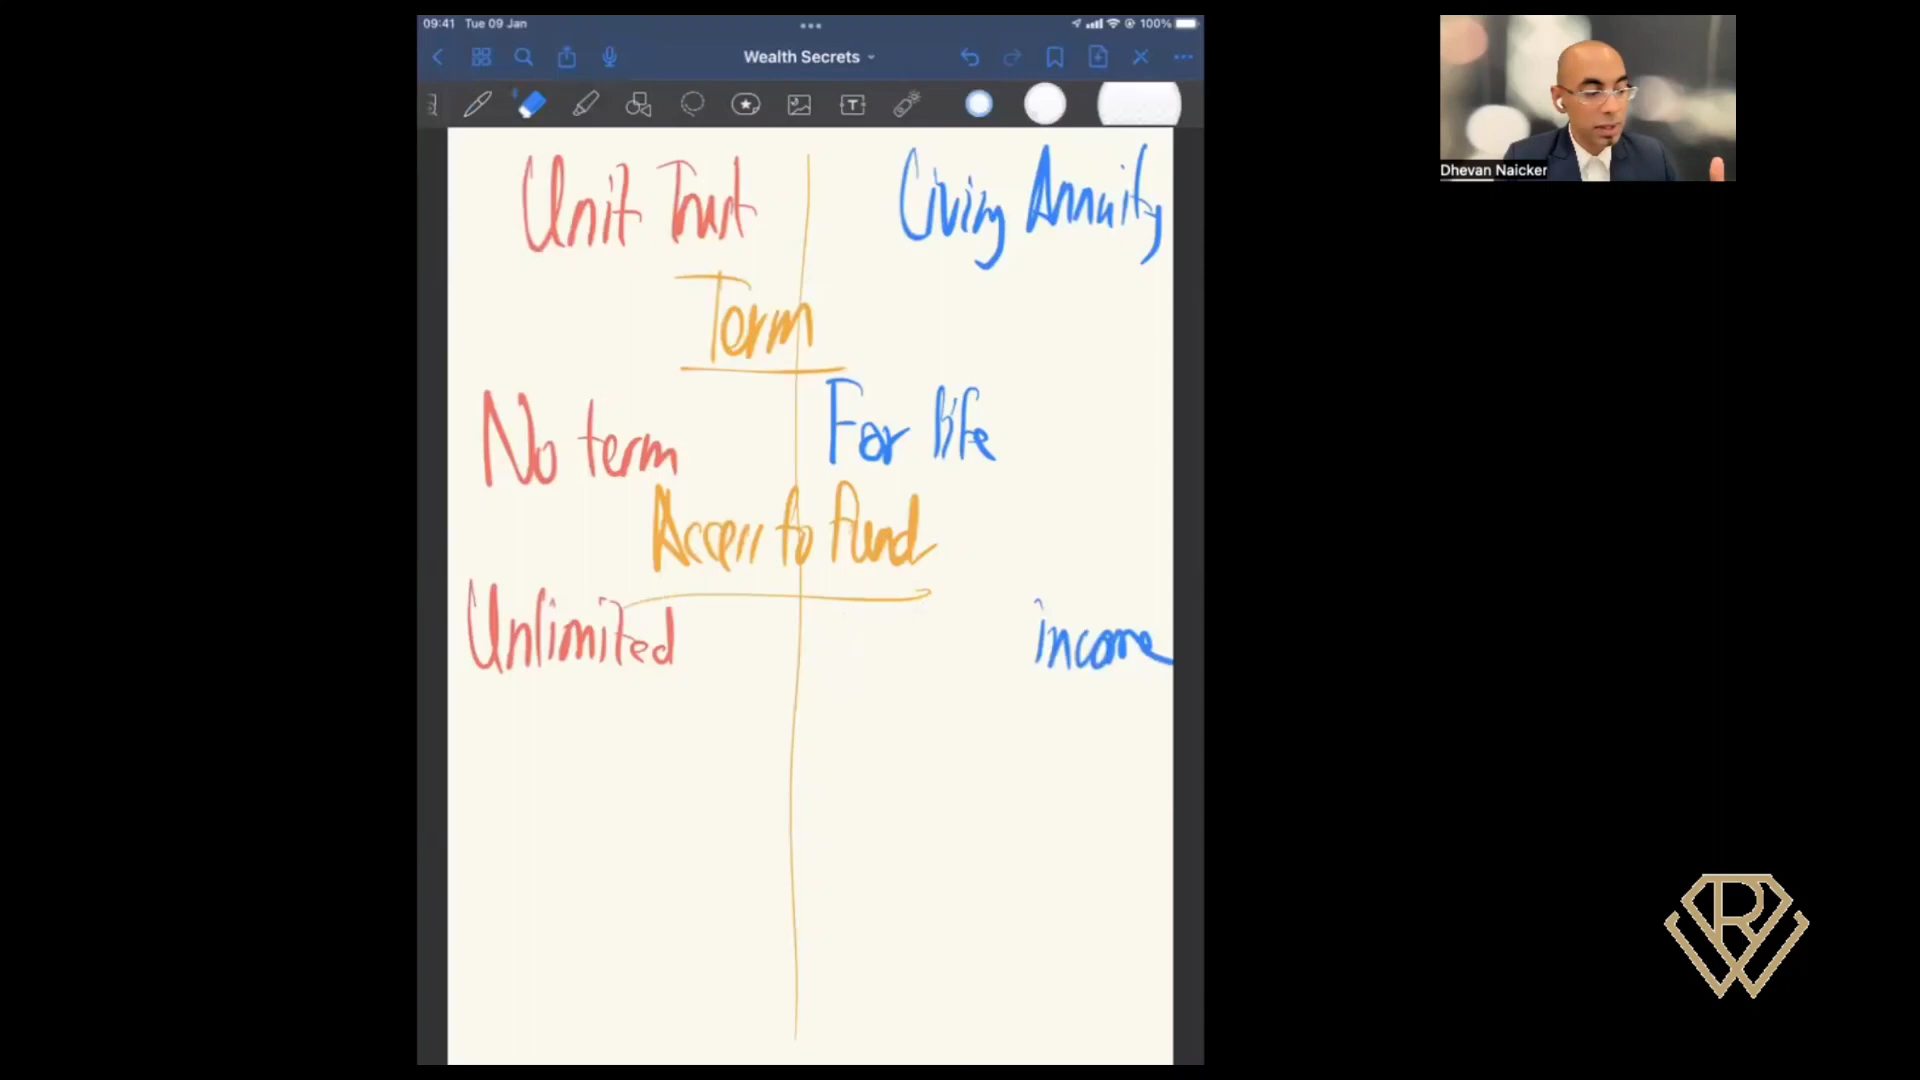 09:41 Tue 09 Jan
100%
Wealth Secrets
T
Dhevan Naicker
Unit Trust Living Annuity
Term
No term For life
Access to Fund
Unlimited income
RW